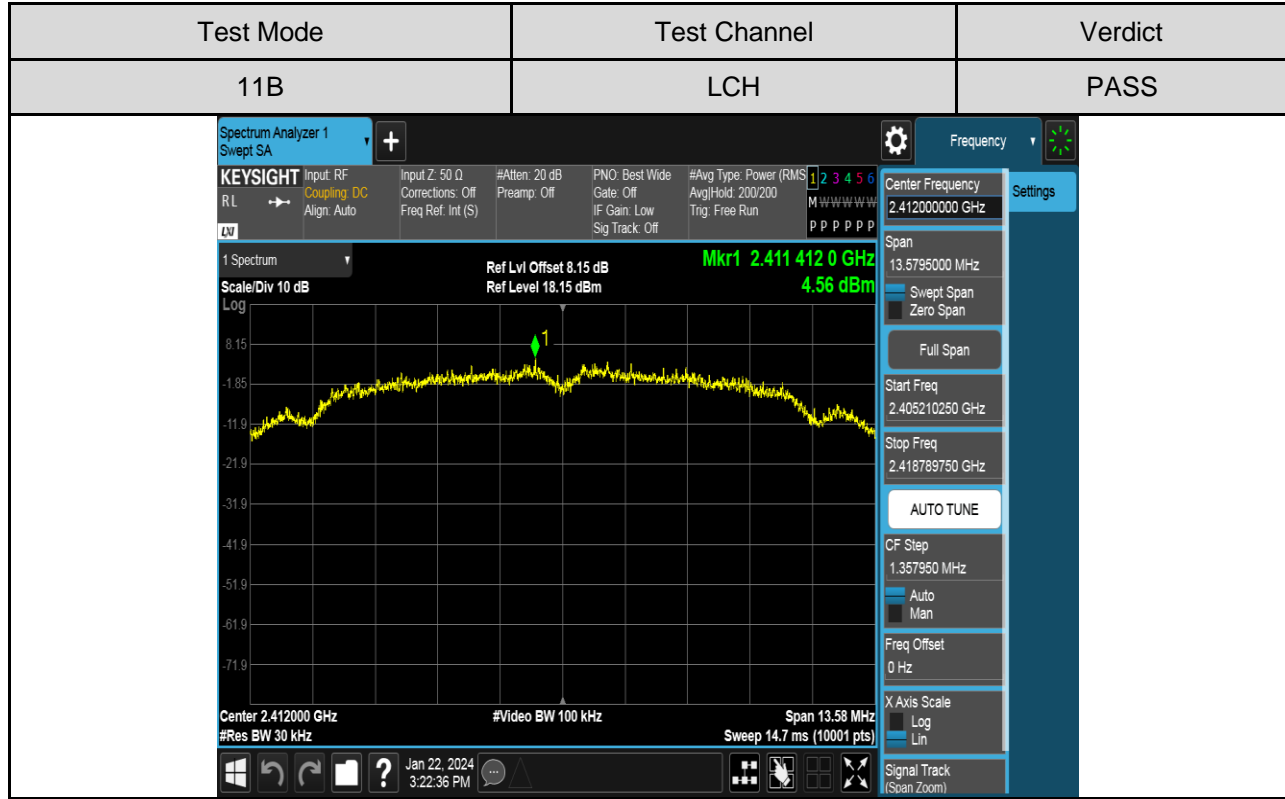 Test Mode Test Channel Verdict
11B LCH PASS
Spectrum Analyzer 1
Swept SA
+
Frequency
KEYSIGHT
RL
LXI
Input: RF
Coupling: DC
Align: Auto
Input Z: 50 Ω
Corrections: Off
Freq Ref: Int (S)
#Atten: 20 dB
Preamp: Off
PNO: Best Wide
Gate: Off
IF Gain: Low
Sig Track: Off
#Avg Type: Power (RMS
Avg|Hold: 200/200
Trig: Free Run
1 2 3 4 5 6
M W W W W W
P P P P P P
1 Spectrum
Scale/Div 10 dB
Ref Lvl Offset 8.15 dB
Ref Level 18.15 dBm
Mkr1 2.411 412 0 GHz
4.56 dBm
Log
1
8.15
-1.85
-11.9
-21.9
-31.9
-41.9
-51.9
-61.9
-71.9
Center 2.412000 GHz
#Res BW 30 kHz
#Video BW 100 kHz
Span 13.58 MHz
Sweep 14.7 ms (10001 pts)
Center Frequency
2.412000000 GHz
Settings
Span
13.5795000 MHz
Swept Span
Zero Span
Full Span
Start Freq
2.405210250 GHz
Stop Freq
2.418789750 GHz
AUTO TUNE
CF Step
1.357950 MHz
Auto
Man
Freq Offset
0 Hz
X Axis Scale
Log
Lin
Signal Track
(Span Zoom)
?
Jan 22, 2024
3:22:36 PM